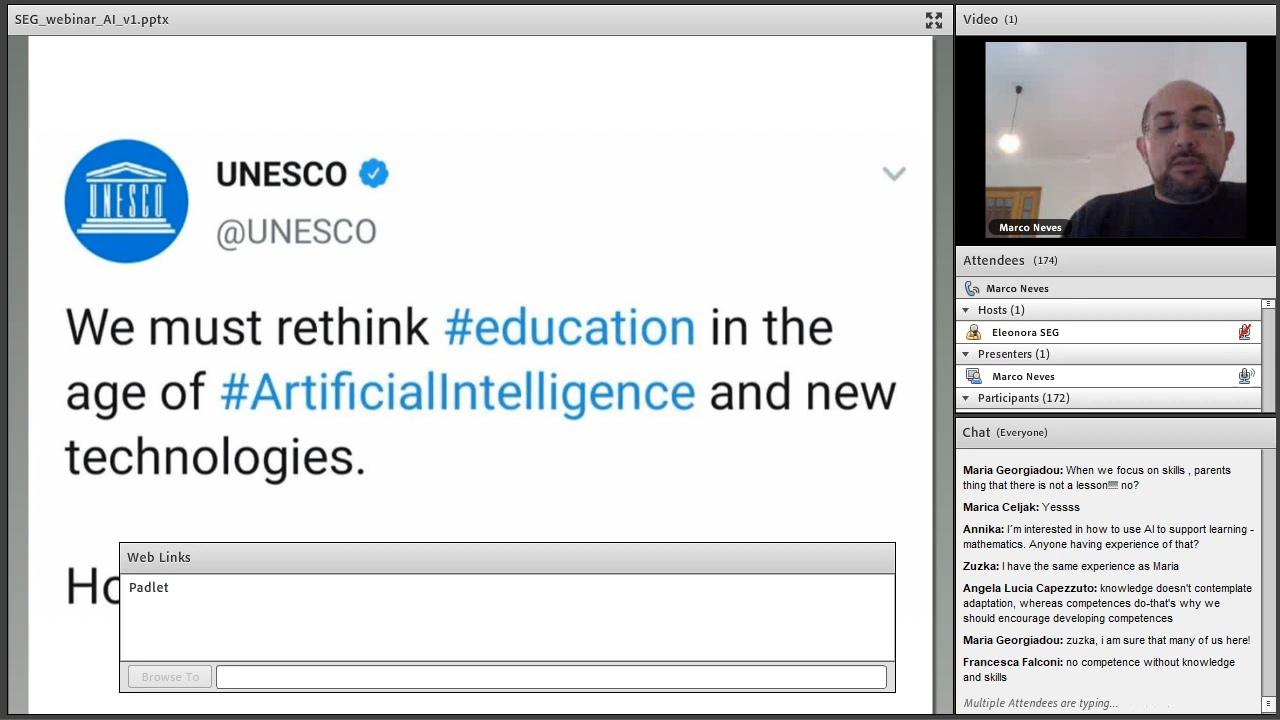 SEG_webinar_AI_v1.pptx
UNESCO
UNESCO
@UNESCO
We must rethink #education in the
age of #ArtificialIntelligence and new
technologies.
Ho
Web Links
Padlet
Browse To
Video (1)
Marco Neves
Attendees (174)
Marco Neves
Hosts (1)
Eleonora SEG
Presenters (1)
Marco Neves
Participants (172)
Chat (Everyone)
Maria Georgiadou: When we focus on skills , parents
thing that there is not a lesson!!!!! no?
Marica Celjak: Yessss
Annika: I´m interested in how to use AI to support learning -
mathematics. Anyone having experience of that?
Zuzka: I have the same experience as Maria
Angela Lucia Capezzuto: knowledge doesn't contemplate
adaptation, whereas competences do-that's why we
should encourage developing competences
Maria Georgiadou: zuzka, i am sure that many of us here!
Francesca Falconi: no competence without knowledge
and skills
Multiple Attendees are typing...